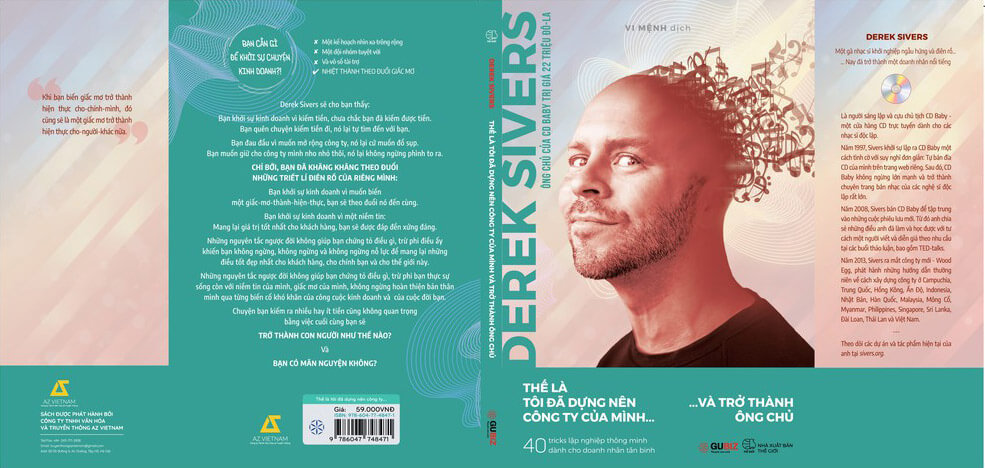 Khi bạn biến giấc mơ trở thành
hiện thực cho-chính-mình, đó
cũng sẽ là một giấc mơ trở thành
hiện thực cho-người-khác nữa.
AZ VIETNAM
SÁCH ĐƯỢC PHÁT HÀNH BỞI
CÔNG TY TNHH VĂN HÓA
VÀ TRUYỀN THÔNG AZ VIETNAM
BẠN CẦN GÌ
ĐỂ KHỞI SỰ CHUYỆN
KINH DOANH?!
✘ Một kế hoạch nhìn xa trông rộng
✘ Một đội nhóm tuyệt vời
✘ Và vô số tài trợ
✔ NHIỆT THÀNH THEO ĐUỔI GIẤC MƠ
Derek Sivers sẽ cho bạn thấy:
Bạn khởi sự kinh doanh vì kiếm tiền, chưa chắc bạn đã kiếm được tiền.
Bạn quên chuyện kiếm tiền đi, nó lại tự tìm đến với bạn.
Bạn đau đầu vì muốn mở rộng công ty, nó lại cứ muốn đổ sụp.
Bạn muốn giữ cho công ty mình nho nhỏ thôi, nó lại không ngừng phình to ra.
CHỈ BỞI, BẠN ĐÃ KHĂNG KHĂNG THEO ĐUỔI
NHỮNG TRIẾT LÍ ĐIÊN RỒ CỦA RIÊNG MÌNH:
Bạn khởi sự kinh doanh vì muốn biến
một giấc-mơ-thành-hiện-thực, bạn sẽ theo đuổi nó đến cùng.
Bạn khởi sự kinh doanh vì một niềm tin:
Mang lại giá trị tốt nhất cho khách hàng, bạn sẽ được đáp đền xứng đáng.
Những nguyên tắc ngược đời không giúp bạn chứng tỏ điều gì, trừ phi điều ấy
khiến bạn không ngừng, không ngừng và không ngừng nỗ lực để mang lại những
điều tốt đẹp nhất cho khách hàng, cho chính bạn và cho thế giới này.
Những nguyên tắc ngược đời không giúp bạn chứng tỏ điều gì, trừ phi bạn thực sự
sống còn với niềm tin của mình, giấc mơ của mình, không ngừng hoàn thiện bản thân
mình qua từng biến cố khó khăn của công cuộc kinh doanh và của cuộc đời bạn.
Chuyện bạn kiếm ra nhiều hay ít tiền cũng không quan trọng
bằng việc cuối cùng bạn sẽ
TRỞ THÀNH CON NGƯỜI NHƯ THẾ NÀO?
Và
BẠN CÓ MÃN NGUYỆN KHÔNG?
AZ VIETNAM
Thế là tôi đã dựng nên công ty...
Giá: 59.000VNĐ
ISBN: 978-604-77-4847-1
9 786047 748471
DEREK SIVERS
THẾ LÀ TÔI ĐÃ DỰNG NÊN CÔNG TY CỦA MÌNH VÀ TRỞ THÀNH ÔNG CHỦ
GUBIZ
VI MỆNH dịch
DEREK SIVERS
ÔNG CHỦ CỦA CD BABY TRỊ GIÁ 22 TRIỆU ĐÔ-LA
THẾ LÀ
TÔI ĐÃ DỰNG NÊN
CÔNG TY CỦA MÌNH...
...VÀ TRỞ THÀNH
ÔNG CHỦ
40 tricks lập nghiệp thông minh
dành cho doanh nhân tân binh
GUBIZ
NHÀ XUẤT BẢN
THẾ GIỚI
DEREK SIVERS
Một gã nhạc sĩ khởi nghiệp ngẫu hứng và điên rồ...
... Nay đã trở thành một doanh nhân nổi tiếng
Là người sáng lập và cựu chủ tịch CD Baby -
một cửa hàng CD trực tuyến dành cho các
nhạc sĩ độc lập.
Năm 1997, Sivers khởi sự lập ra CD Baby một
cách tình cờ với suy nghĩ đơn giản: Tự bán đĩa
CD của mình trên trang web riêng. Sau đó, CD
Baby không ngừng lớn mạnh và trở thành
chuyên trang bán nhạc của các nghệ sĩ độc
lập rất lớn.
Năm 2008, Sivers bán CD Baby để tập trung
vào những cuộc phiêu lưu mới. Từ đó anh chia
sẻ những điều anh đã làm và học được với tư
cách một người viết và diễn giả theo nhu cầu
tại các buổi thảo luận, bao gồm TED-talks.
Năm 2013, Sivers ra mắt công ty mới - Wood
Egg, phát hành những hướng dẫn thường
niên về cách xây dựng công ty ở Campuchia,
Trung Quốc, Hồng Kông, Ấn Độ, Indonesia,
Nhật Bản, Hàn Quốc, Malaysia, Mông Cổ,
Myanmar, Philippines, Singapore, Sri Lanka,
Đài Loan, Thái Lan và Việt Nam.
....
Theo dõi các dự án và tác phẩm hiện tại của
anh tại sivers.org.